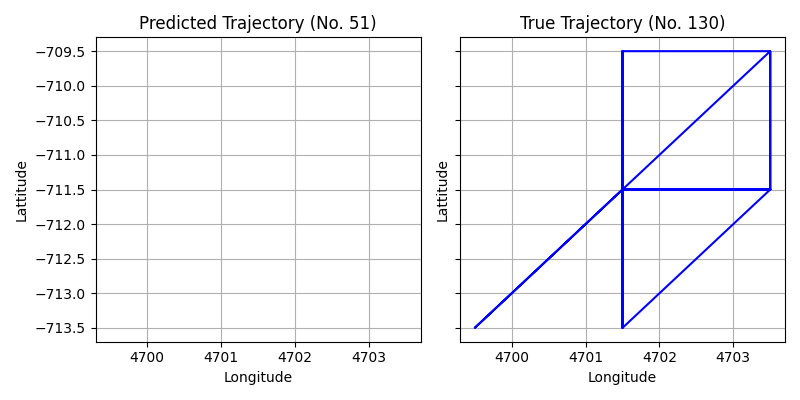 Predicted Trajectory (No. 51)
True Trajectory (No. 130)
Lattitude
−709.5
−710.0
−710.5
−711.0
−711.5
−712.0
−712.5
−713.0
−713.5
4700
4701
4702
4703
Longitude
Lattitude
4700
4701
4702
4703
Longitude